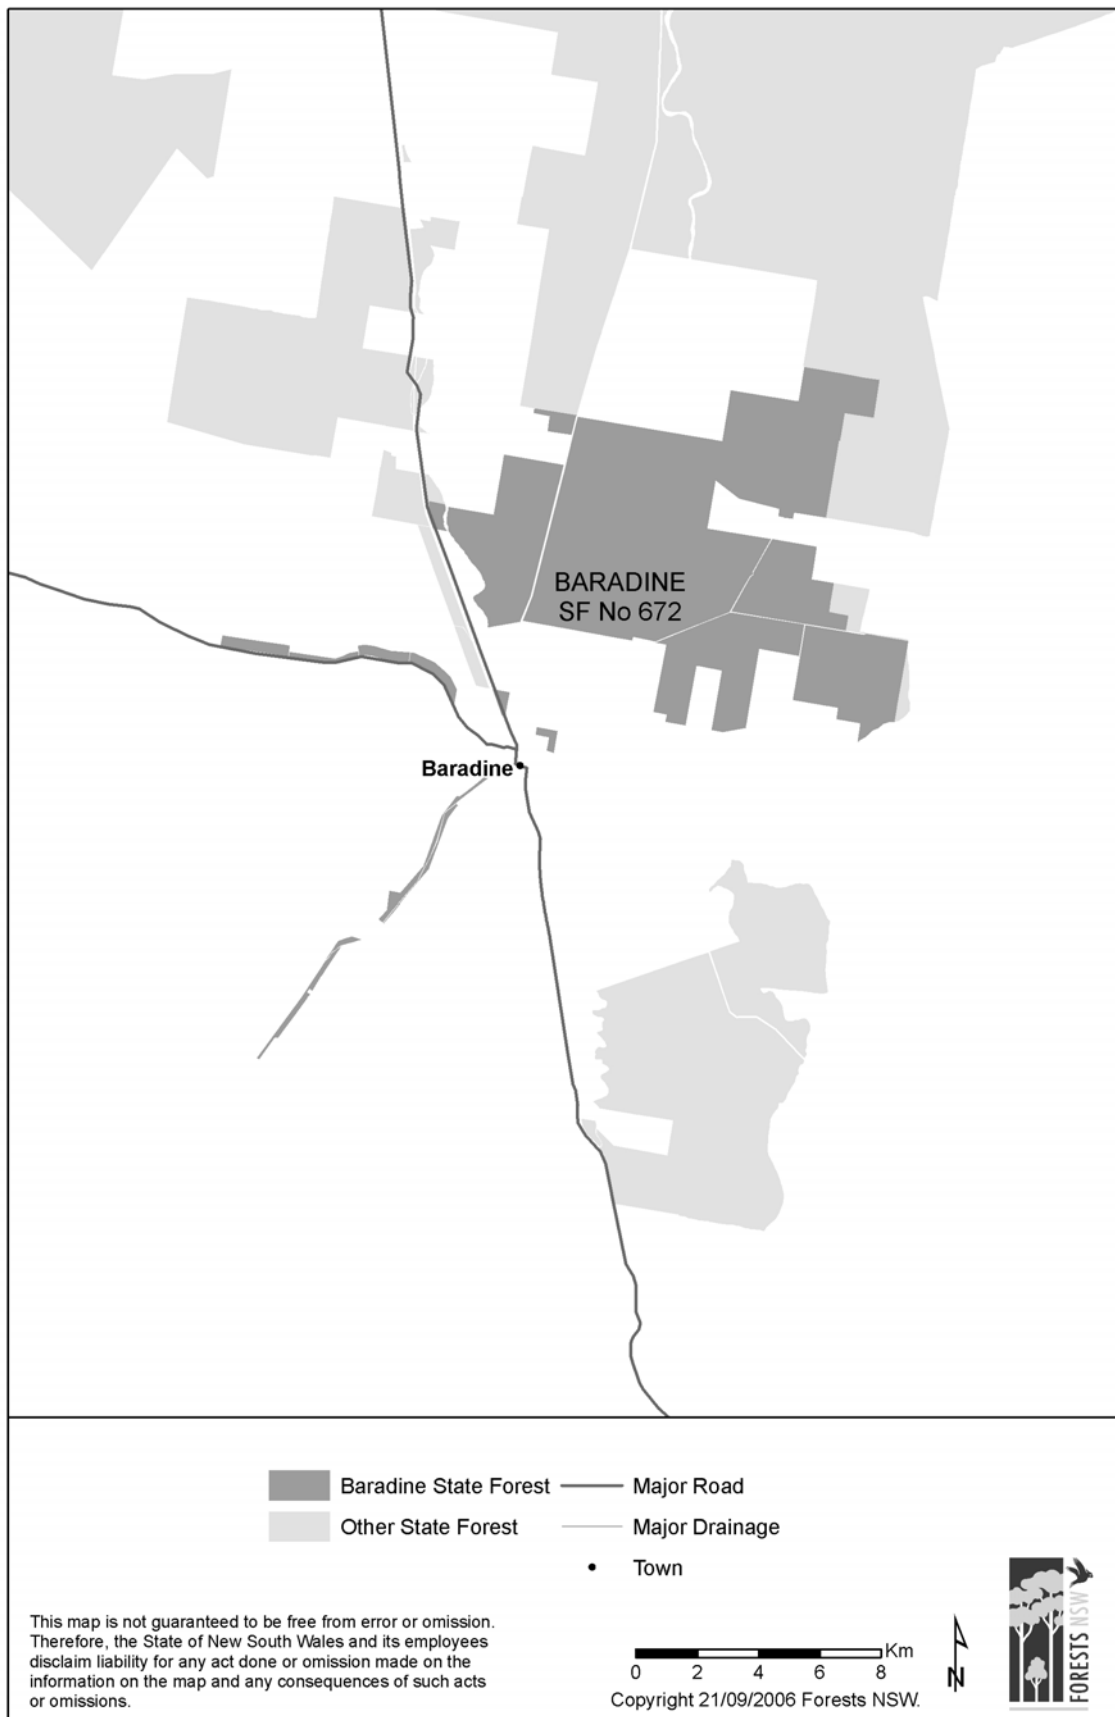 BARADINE
SF No 672
Baradine
Baradine State Forest
Major Road
Other State Forest
Major Drainage
Town
This map is not guaranteed to be free from error or omission.
Therefore, the State of New South Wales and its employees
disclaim liability for any act done or omission made on the
information on the map and any consequences of such acts
or omissions.
Km
0 2 4 6 8
Copyright 21/09/2006 Forests NSW.
N
FORESTS NSW